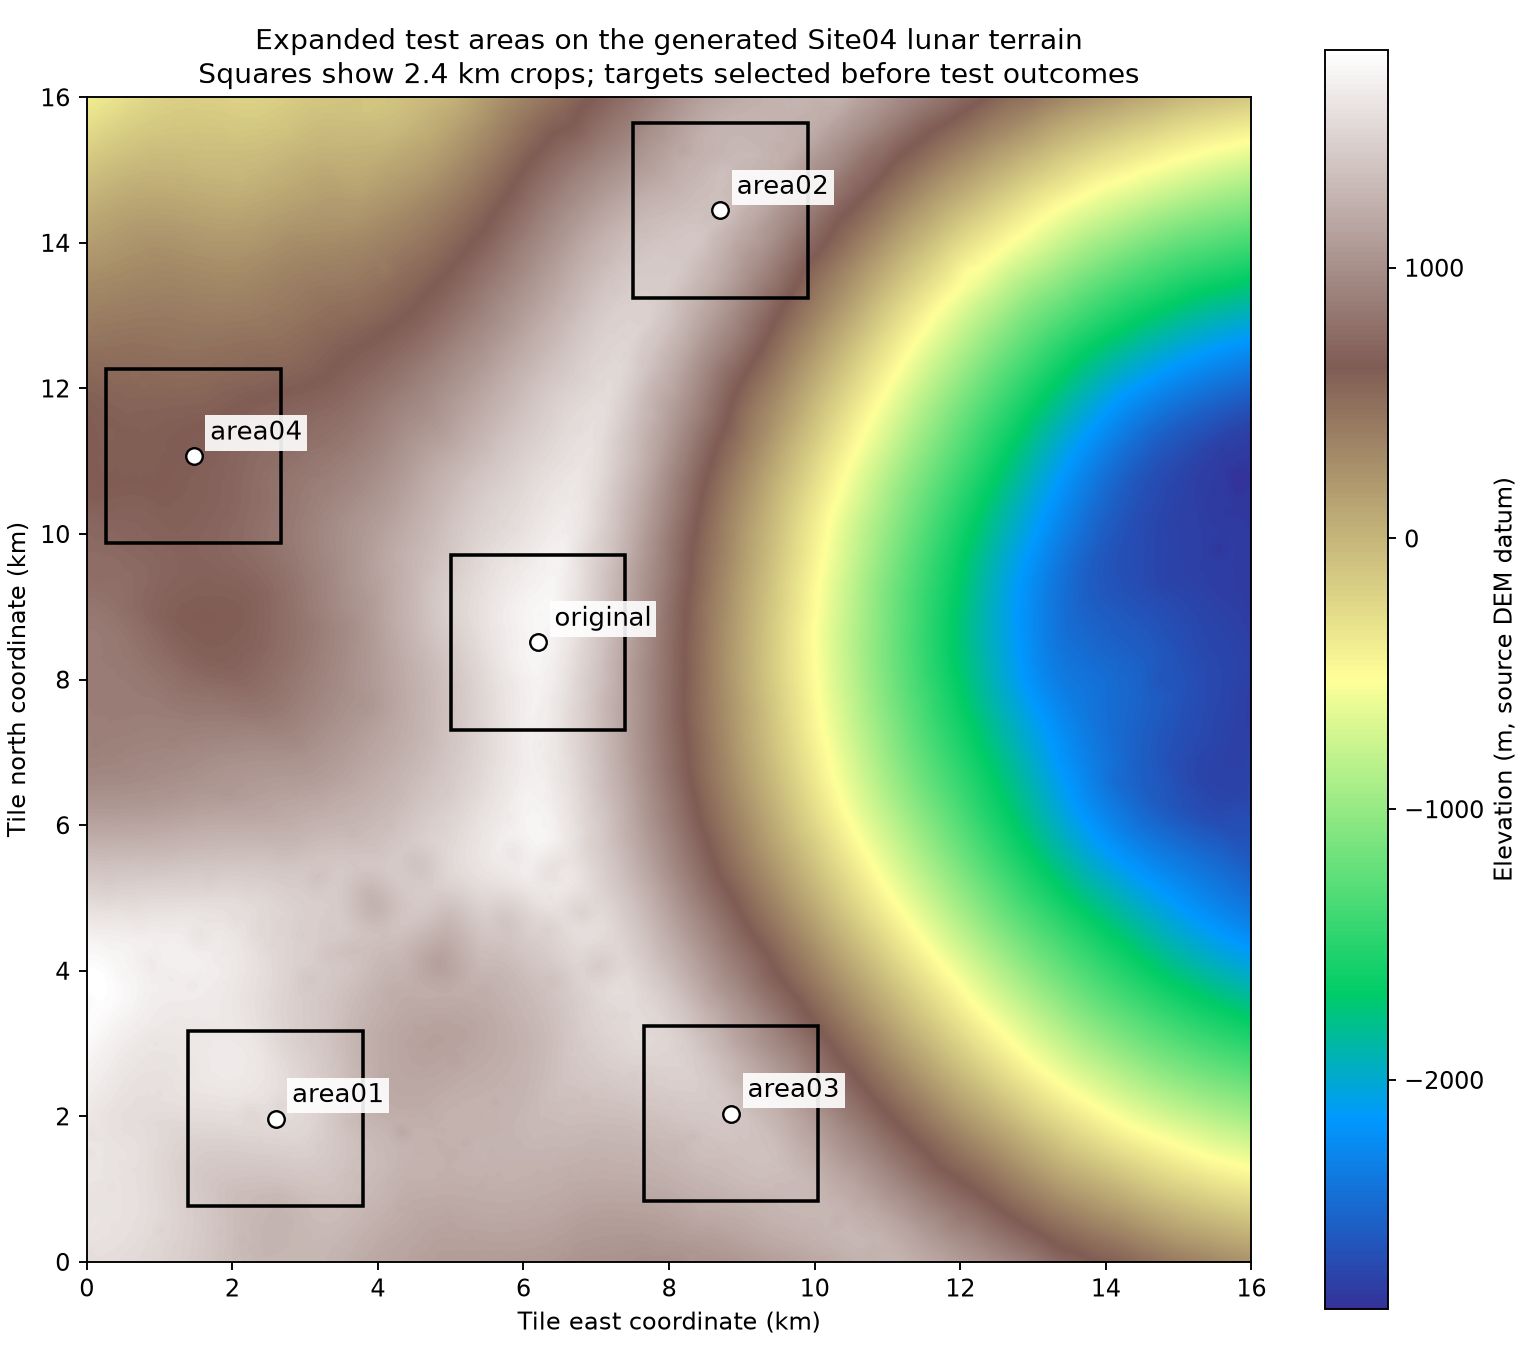 Expanded test areas on the generated Site04 lunar terrain
Squares show 2.4 km crops; targets selected before test outcomes
16
14
12
10
8
6
4
2
0
Tile north coordinate (km)
area02
area04
original
area01
area03
0 2 4 6 8 10 12 14 16
Tile east coordinate (km)
1000
0
−1000
−2000
Elevation (m, source DEM datum)